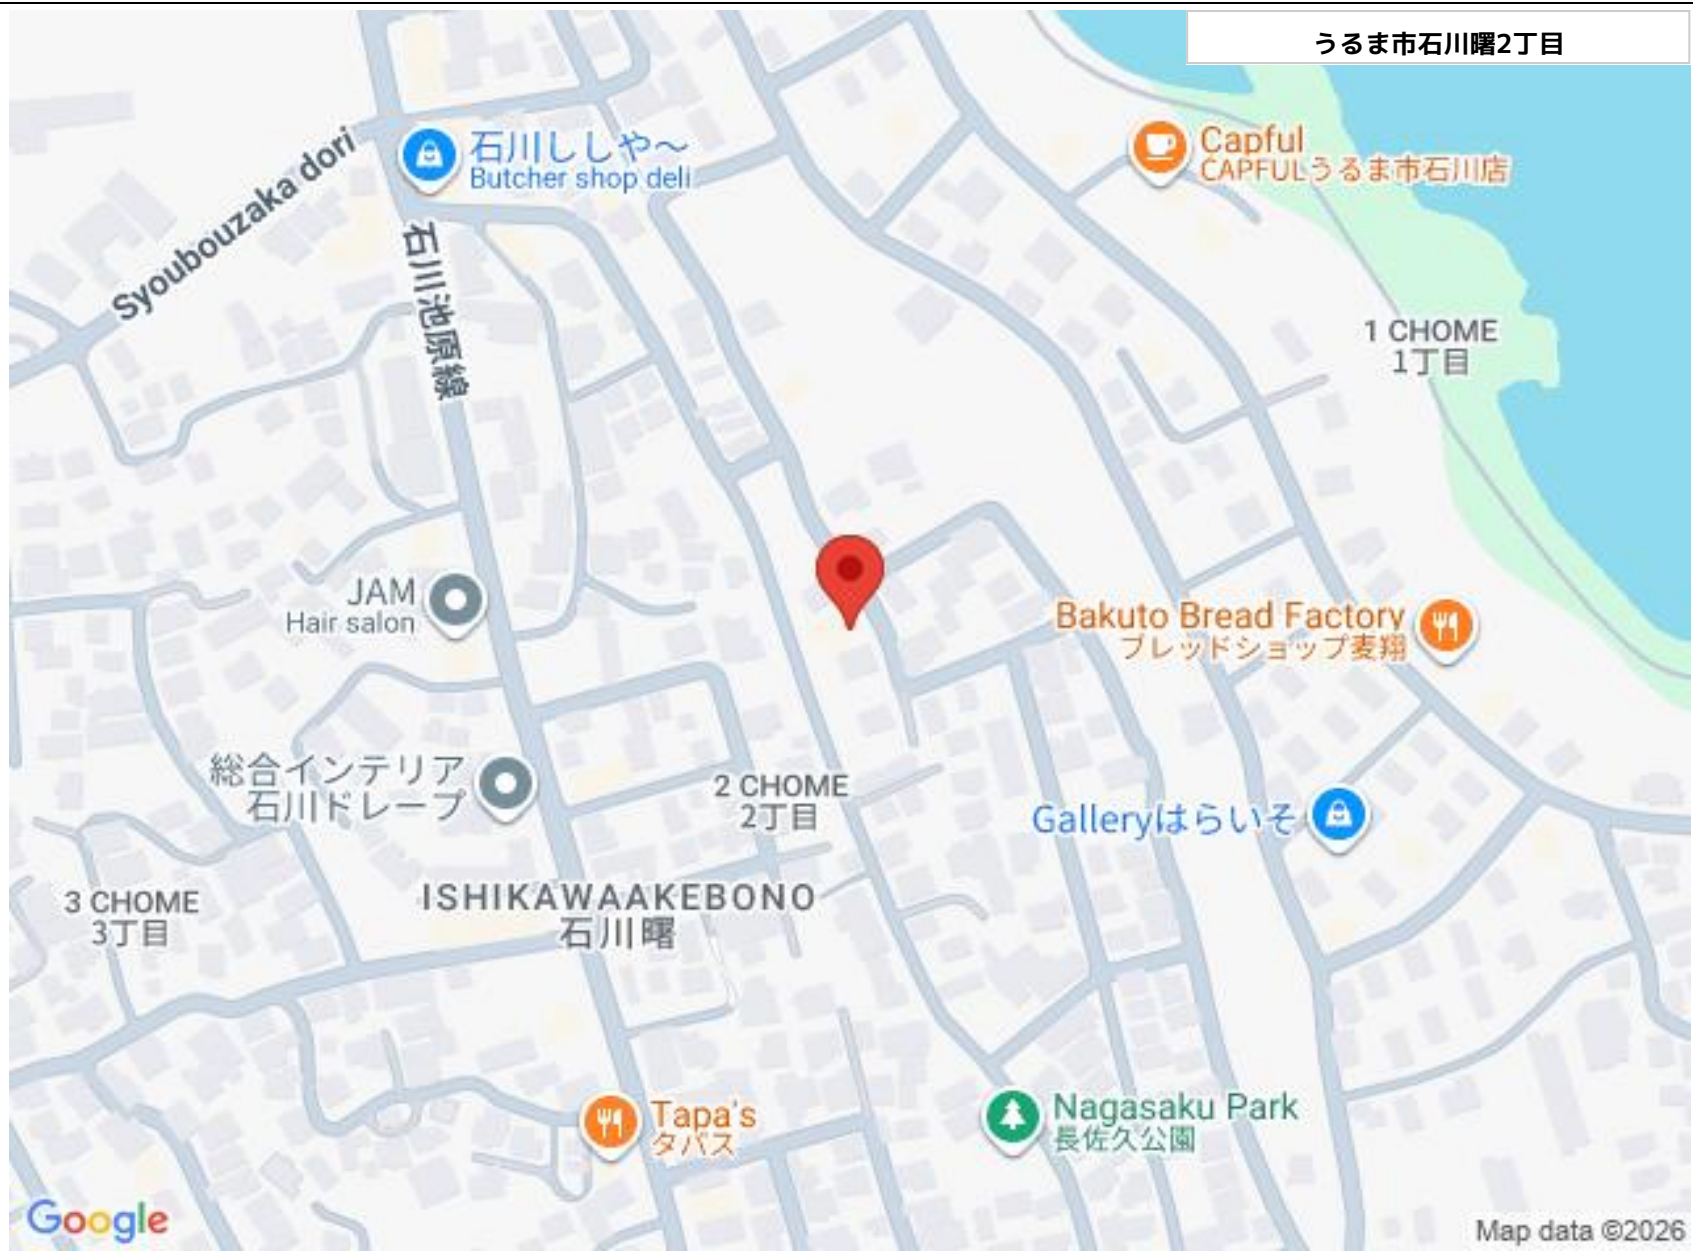 うるま市石川曙2丁目
石川ししや～
Butcher shop deli
Capful
CAPFULうるま市石川店
Syoubouzaka dori
石川池原線
1 CHOME
1丁目
JAM
Hair salon
Bakuto Bread Factory
ブレッドショップ麦翔
総合インテリア
石川ドレープ
2 CHOME
2丁目
Galleryはらいそ
3 CHOME
3丁目
ISHIKAWAAKEBONO
石川曙
Tapa's
タパス
Nagasaku Park
長佐久公園
Google
Map data ©2026